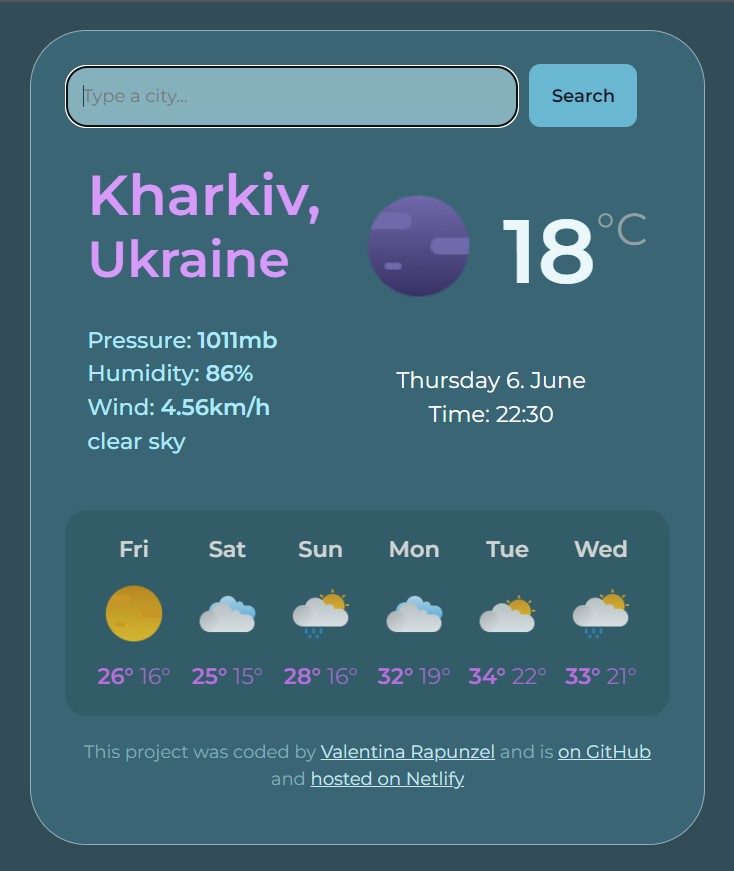 Type a city...
Search
Kharkiv,
Ukraine
18°C
Pressure: 1011mb
Humidity: 86%
Wind: 4.56km/h
clear sky
Thursday 6. June
Time: 22:30
Fri Sat Sun Mon Tue Wed
26° 16° 25° 15° 28° 16° 32° 19° 34° 22° 33° 21°
This project was coded by Valentina Rapunzel and is on GitHub
and hosted on Netlify